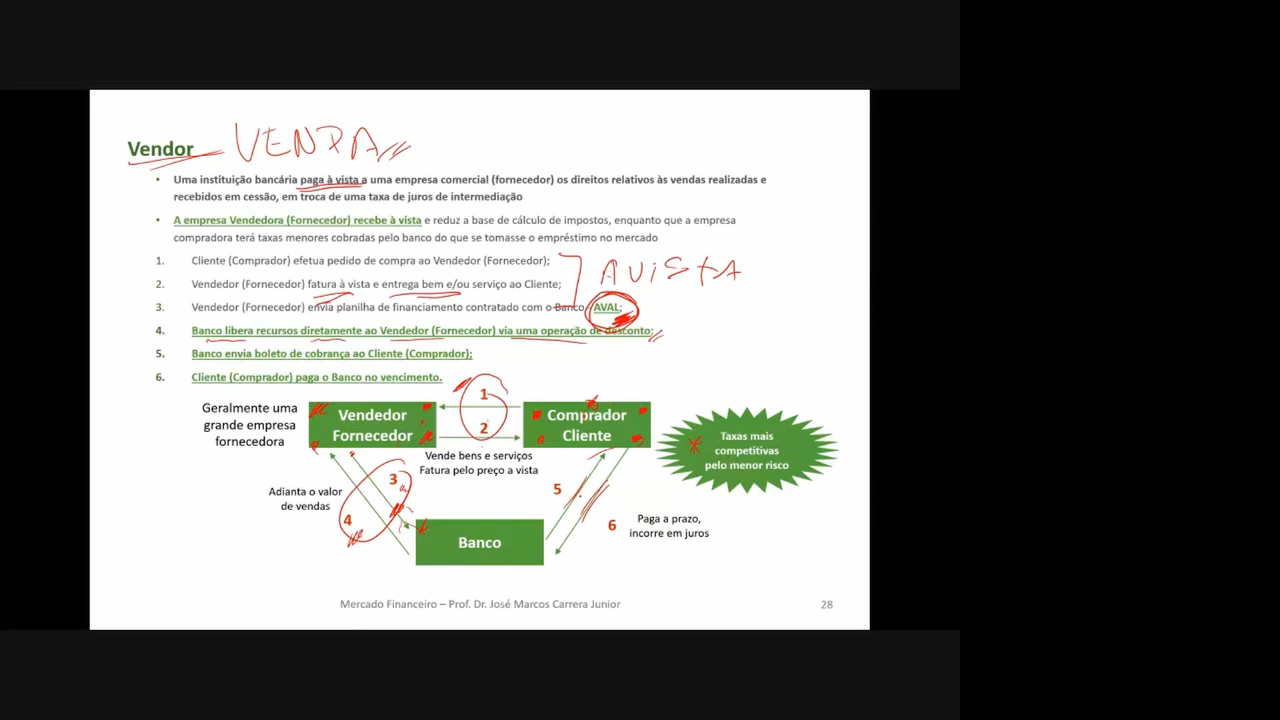 Vendor VENDA
• Uma instituição bancária paga à vista a uma empresa comercial (fornecedor) os direitos relativos às vendas realizadas e
recebidos em cessão, em troca de uma taxa de juros de intermediação
• A empresa Vendedora (Fornecedor) recebe à vista e reduz a base de cálculo de impostos, enquanto que a empresa
compradora terá taxas menores cobradas pelo banco do que se tomasse o empréstimo no mercado
1. Cliente (Comprador) efetua pedido de compra ao Vendedor (Fornecedor);
2. Vendedor (Fornecedor) fatura à vista e entrega bem e/ou serviço ao Cliente;
A VISTA
3. Vendedor (Fornecedor) envia planilha de financiamento contratado com o Banco - AVAL;
4. Banco libera recursos diretamente ao Vendedor (Fornecedor) via uma operação de desconto;
5. Banco envia boleto de cobrança ao Cliente (Comprador);
6. Cliente (Comprador) paga o Banco no vencimento.
Geralmente uma
grande empresa
fornecedora
Vendedor
Fornecedor
1
2
Comprador
Cliente
Vende bens e serviços
Fatura pelo preço a vista
Taxas mais
competitivas
pelo menor risco
Adianta o valor
de vendas
3
4
5
6
Paga a prazo,
incorre em juros
Banco
Mercado Financeiro – Prof. Dr. José Marcos Carrera Junior
28